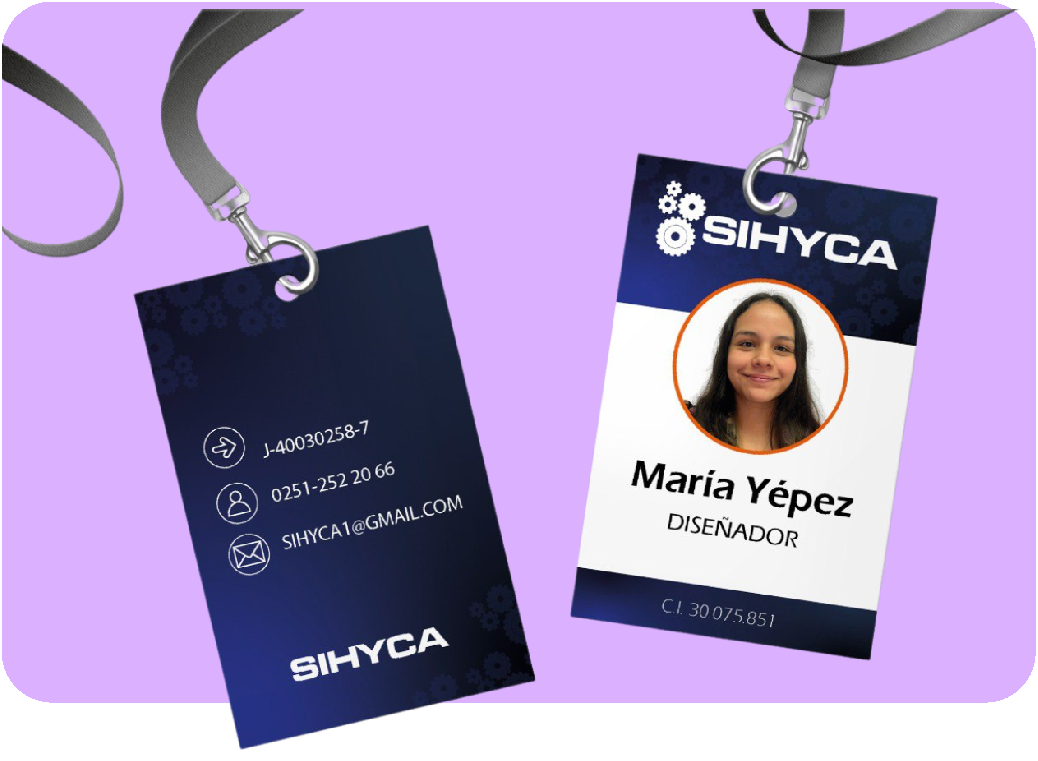 J-40030258-7
0251-252 20 66
SIHYCA1@GMAIL.COM
SIHYCA
SIHYCA
María Yépez
DISEÑADOR
C.I. 30.075.851